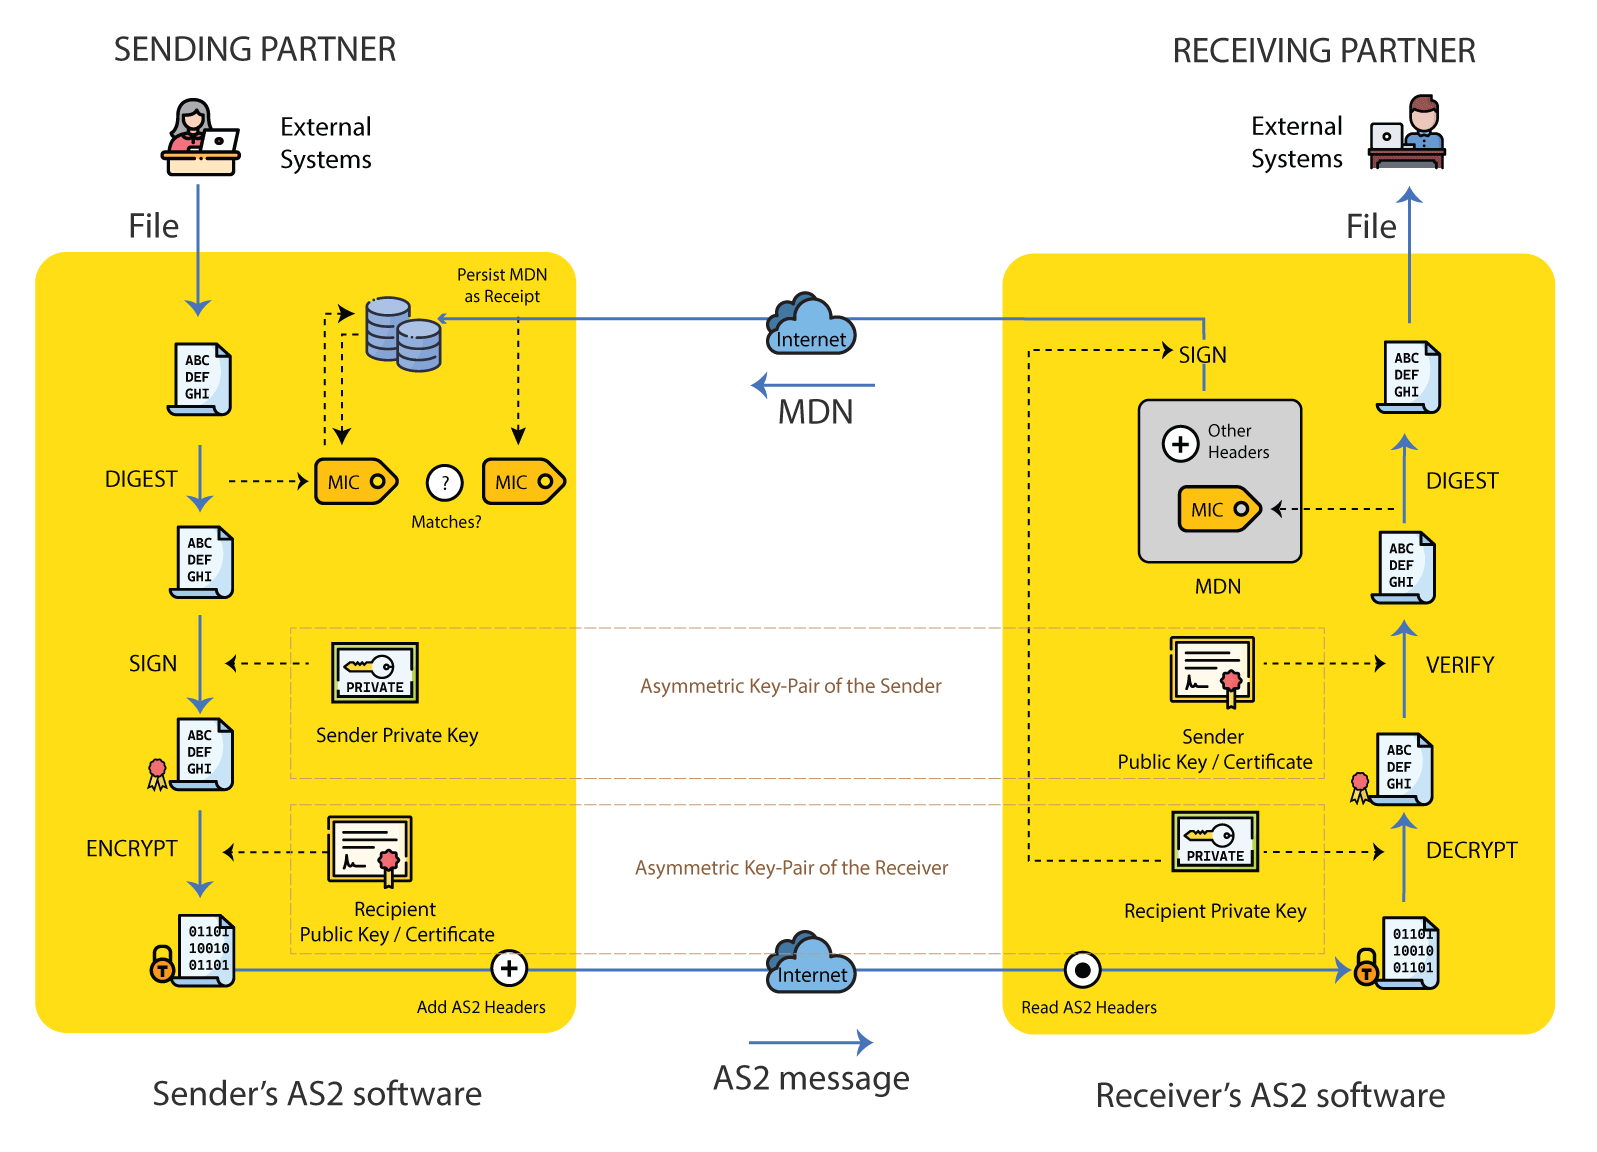 SENDING PARTNER
RECEIVING PARTNER
External
Systems
External
Systems
File
File
Persist MDN
as Receipt
Internet
MDN
SIGN
ABC
DEF
GHI
ABC
DEF
GHI
Other
Headers
DIGEST
MIC
?
MIC
Matches?
MIC
DIGEST
MDN
ABC
DEF
GHI
ABC
DEF
GHI
SIGN
PRIVATE
Sender Private Key
Asymmetric Key-Pair of the Sender
Sender
Public Key / Certificate
VERIFY
ABC
DEF
GHI
ABC
DEF
GHI
ENCRYPT
Recipient
Public Key / Certificate
Asymmetric Key-Pair of the Receiver
PRIVATE
Recipient Private Key
DECRYPT
01101
10010
01101
T
Add AS2 Headers
Internet
Read AS2 Headers
01101
10010
01101
T
AS2 message
Sender's AS2 software
Receiver's AS2 software